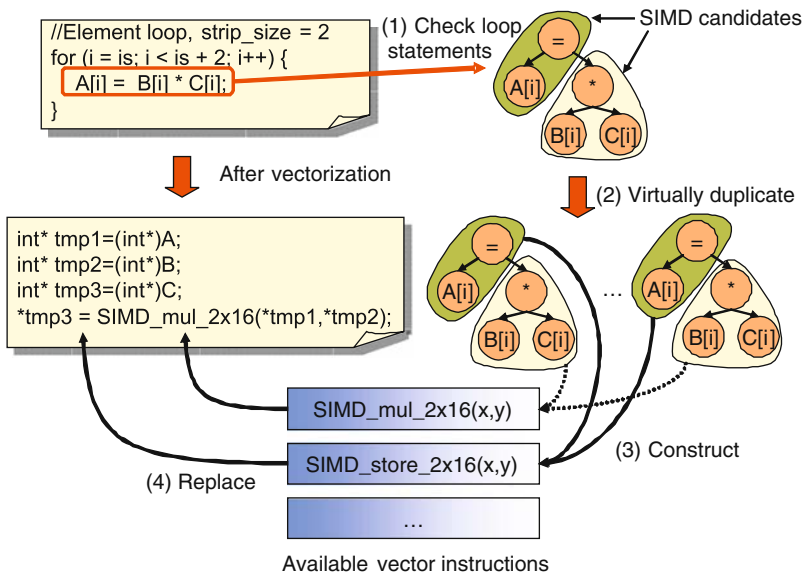 //Element loop, strip_size = 2
for (i = is; i < is + 2; i++) {
A[i] = B[i] * C[i];
}
(1) Check loop
statements
SIMD candidates
=
A[i]
*
B[i]
C[i]
After vectorization
(2) Virtually duplicate
int* tmp1=(int*)A;
int* tmp2=(int*)B;
int* tmp3=(int*)C;
*tmp3 = SIMD_mul_2x16(*tmp1,*tmp2);
=
A[i]
*
B[i]
C[i]
...
=
A[i]
*
B[i]
C[i]
SIMD_mul_2x16(x,y)
SIMD_store_2x16(x,y)
...
(3) Construct
(4) Replace
Available vector instructions